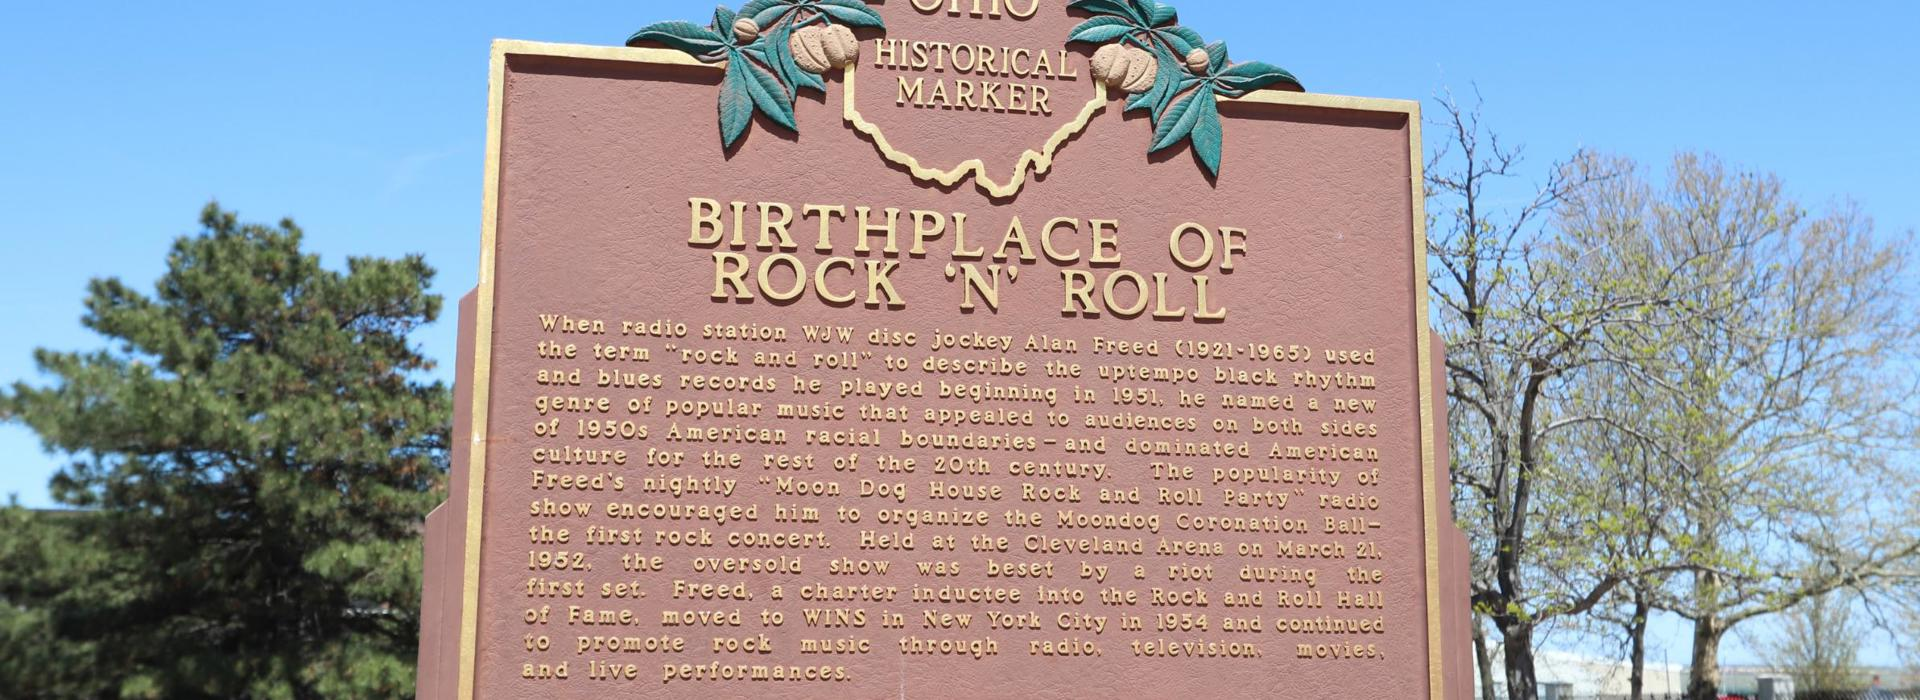 OHIO
HISTORICAL
MARKER
BIRTHPLACE OF
ROCK 'N' ROLL
When radio station WJW disc jockey Alan Freed (1921-1965) used
the term "rock and roll" to describe the uptempo black rhythm
and blues records he played beginning in 1951, he named a new
genre of popular music that appealed to audiences on both sides
of 1950s American racial boundaries—and dominated American
culture for the rest of the 20th century. The popularity of
Freed's nightly "Moon Dog House Rock and Roll Party" radio
show encouraged him to organize the Moondog Coronation Ball—
the first rock concert. Held at the Cleveland Arena on March 21,
1952, the oversold show was beset by a riot during the
first set. Freed, a charter inductee into the Rock and Roll Hall
of Fame, moved to WINS in New York City in 1954 and continued
to promote rock music through radio, television, movies,
and live performances.